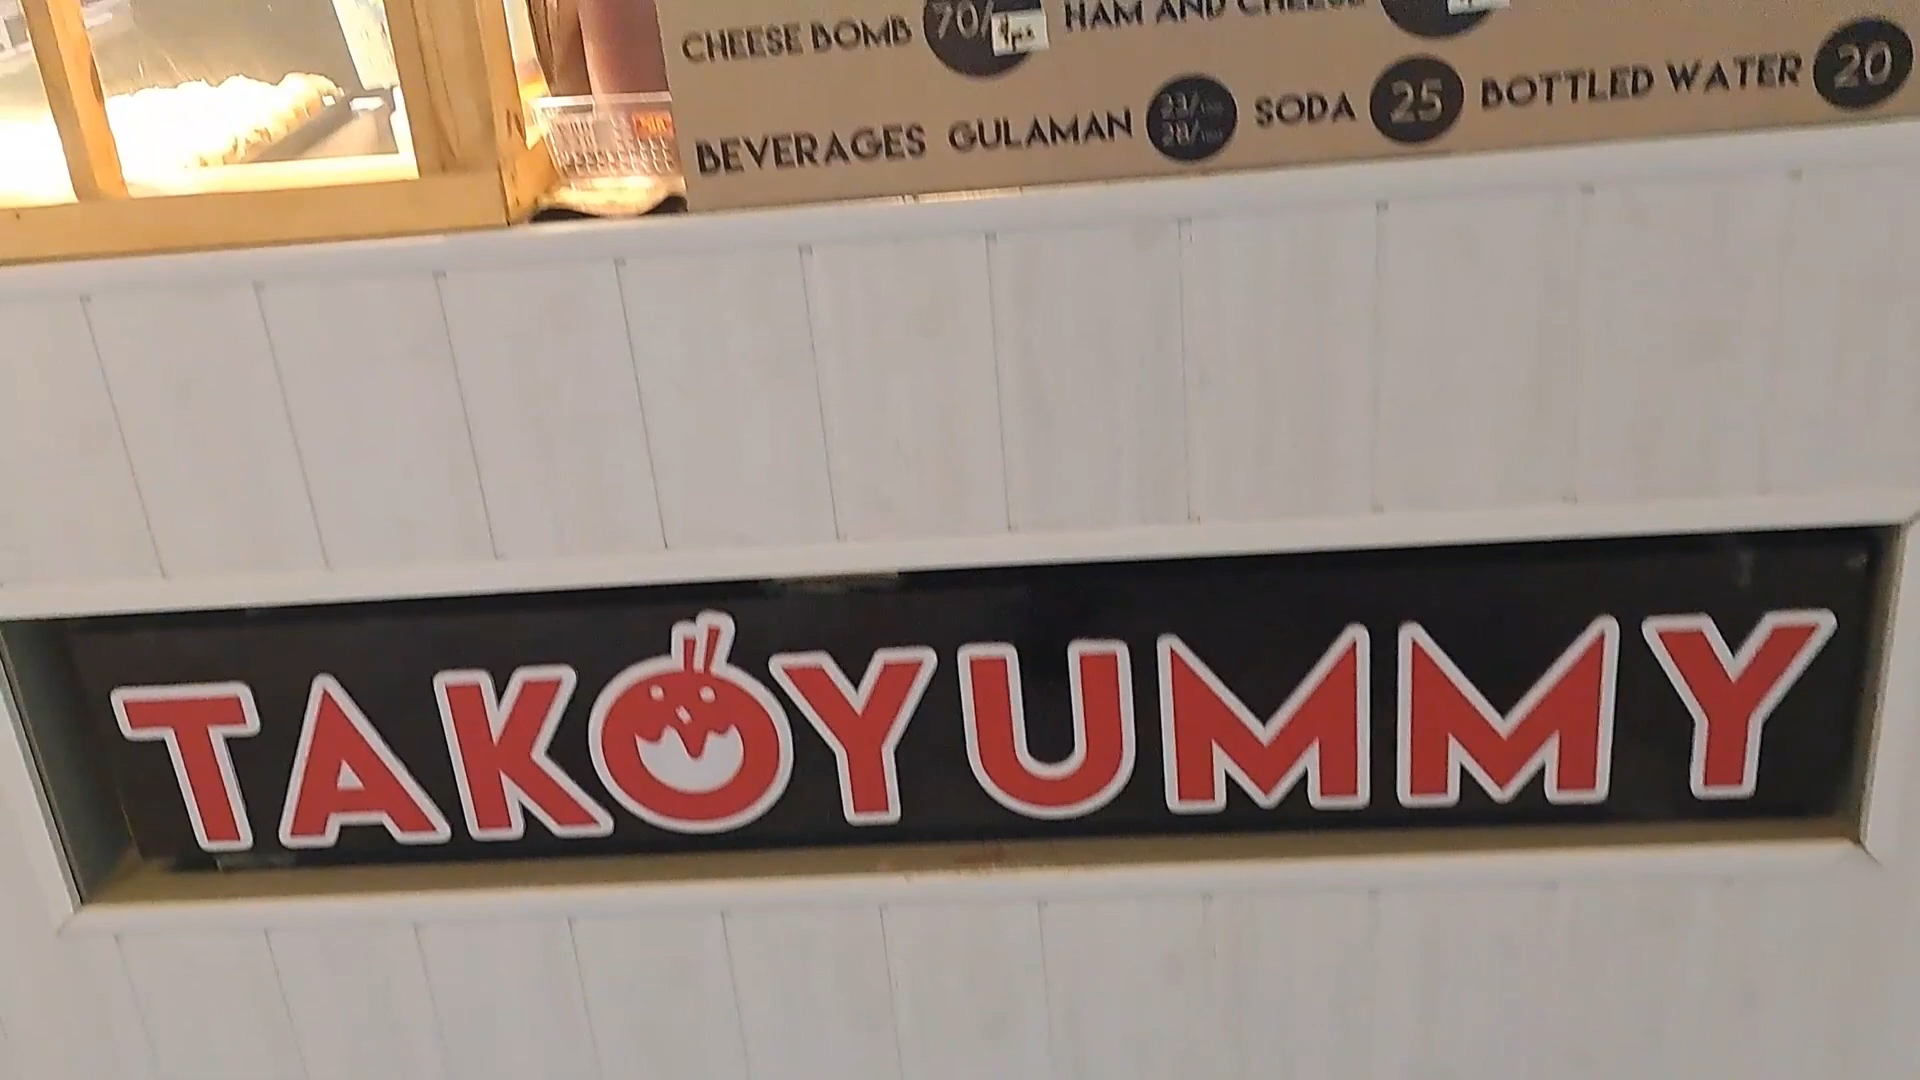 CHEESE BOMB 70/4pcs HAM AND CHEESE
BEVERAGES GULAMAN SODA 25 BOTTLED WATER 20
TAKOYUMMY